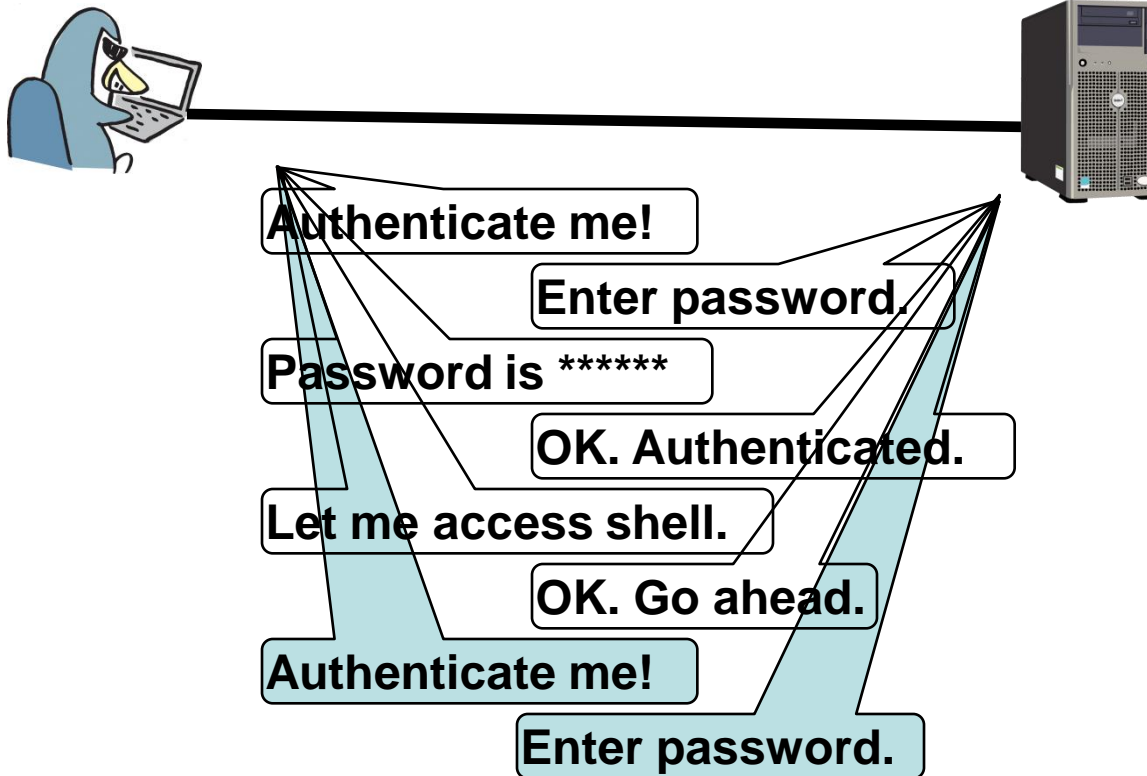 Authenticate me!
Enter password.
Password is ******
OK. Authenticated.
Let me access shell.
OK. Go ahead.
Authenticate me!
Enter password.